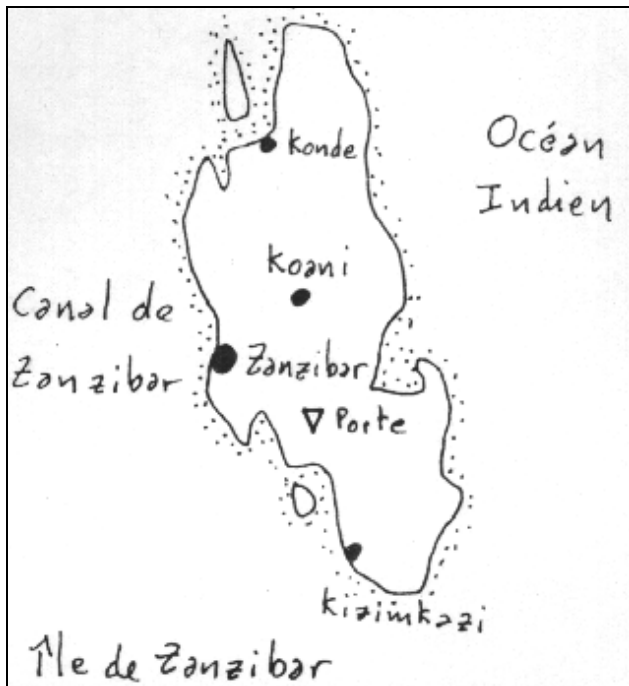 Konde
Océan
Indien
Koani
Canal de
Zanzibar
Zanzibar
Porte
Kizimkazi
Île de Zanzibar